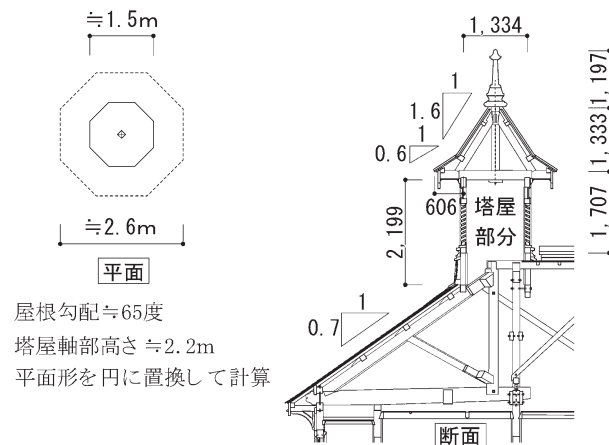 ≒1.5m
≒2.6m
平面
屋根勾配≒65度
塔屋軸部高さ≒2.2m
平面形を円に置換して計算
1,334
1,197
1
1.6
1
0.6
1,333
606
塔屋
部分
2,199
1,707
1
0.7
断面